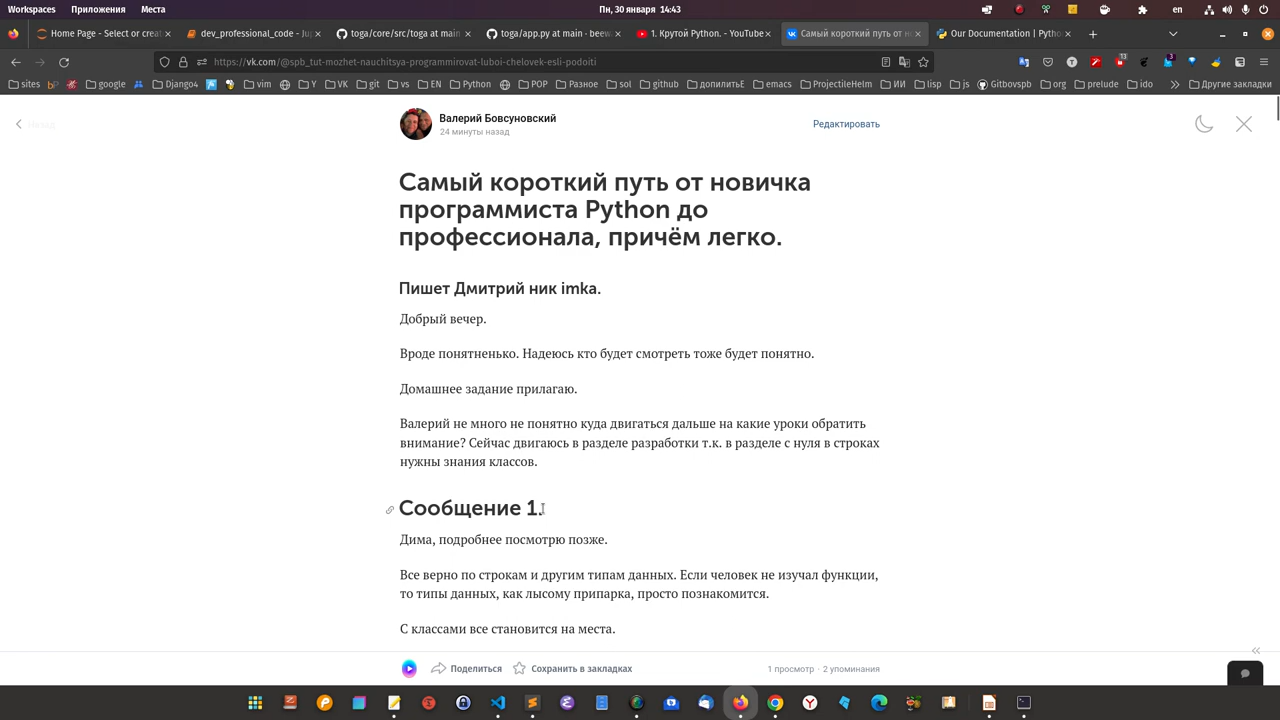 Workspaces Приложения Места Пн, 30 января 14:43 en
Home Page - Select or creat dev_professional_code - Ju toga/core/src/toga at main toga/app.py at main · beew 1. Крутой Python. - YouTube Самый короткий путь от но Our Documentation | Pytho
https://vk.com/@spb_tut-mozhet-nauchitsya-programmirovat-luboi-chelovek-esli-podoiti
sites bp google Django4 vim Y VK git vs Python POP Разное sol github допилитьЕ emacs ProjectileHelm ИИ lisp js Gitbovspb org prelude ido Другие закладки
Назад
Валерий Бовсуновский
24 минуты назад
Редактировать
Самый короткий путь от новичка
программиста Python до
профессионала, причём легко.
Пишет Дмитрий ник imka.
Добрый вечер.
Вроде понятненько. Надеюсь кто будет смотреть тоже будет понятно.
Домашнее задание прилагаю.
Валерий не много не понятно куда двигаться дальше на какие уроки обратить
внимание? Сейчас двигаюсь в разделе разработки т.к. в разделе с нуля в строках
нужны знания классов.
Сообщение 1.
Дима, подробнее посмотрю позже.
Все верно по строкам и другим типам данных. Если человек не изучал функции,
то типы данных, как лысому припарка, просто познакомится.
С классами все становится на места.
Поделиться Сохранить в закладках 1 просмотр · 2 упоминания